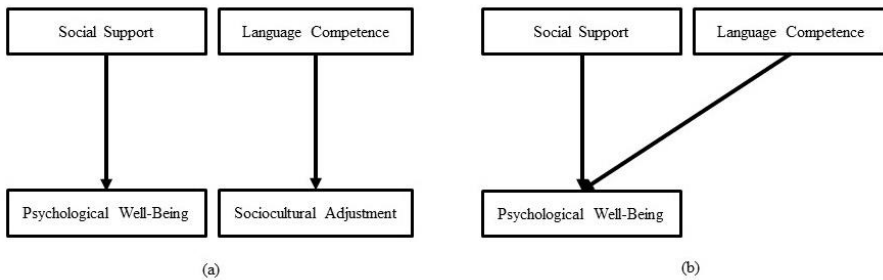 Social Support
Language Competence
Psychological Well-Being
Sociocultural Adjustment
(a)
Social Support
Language Competence
Psychological Well-Being
(b)